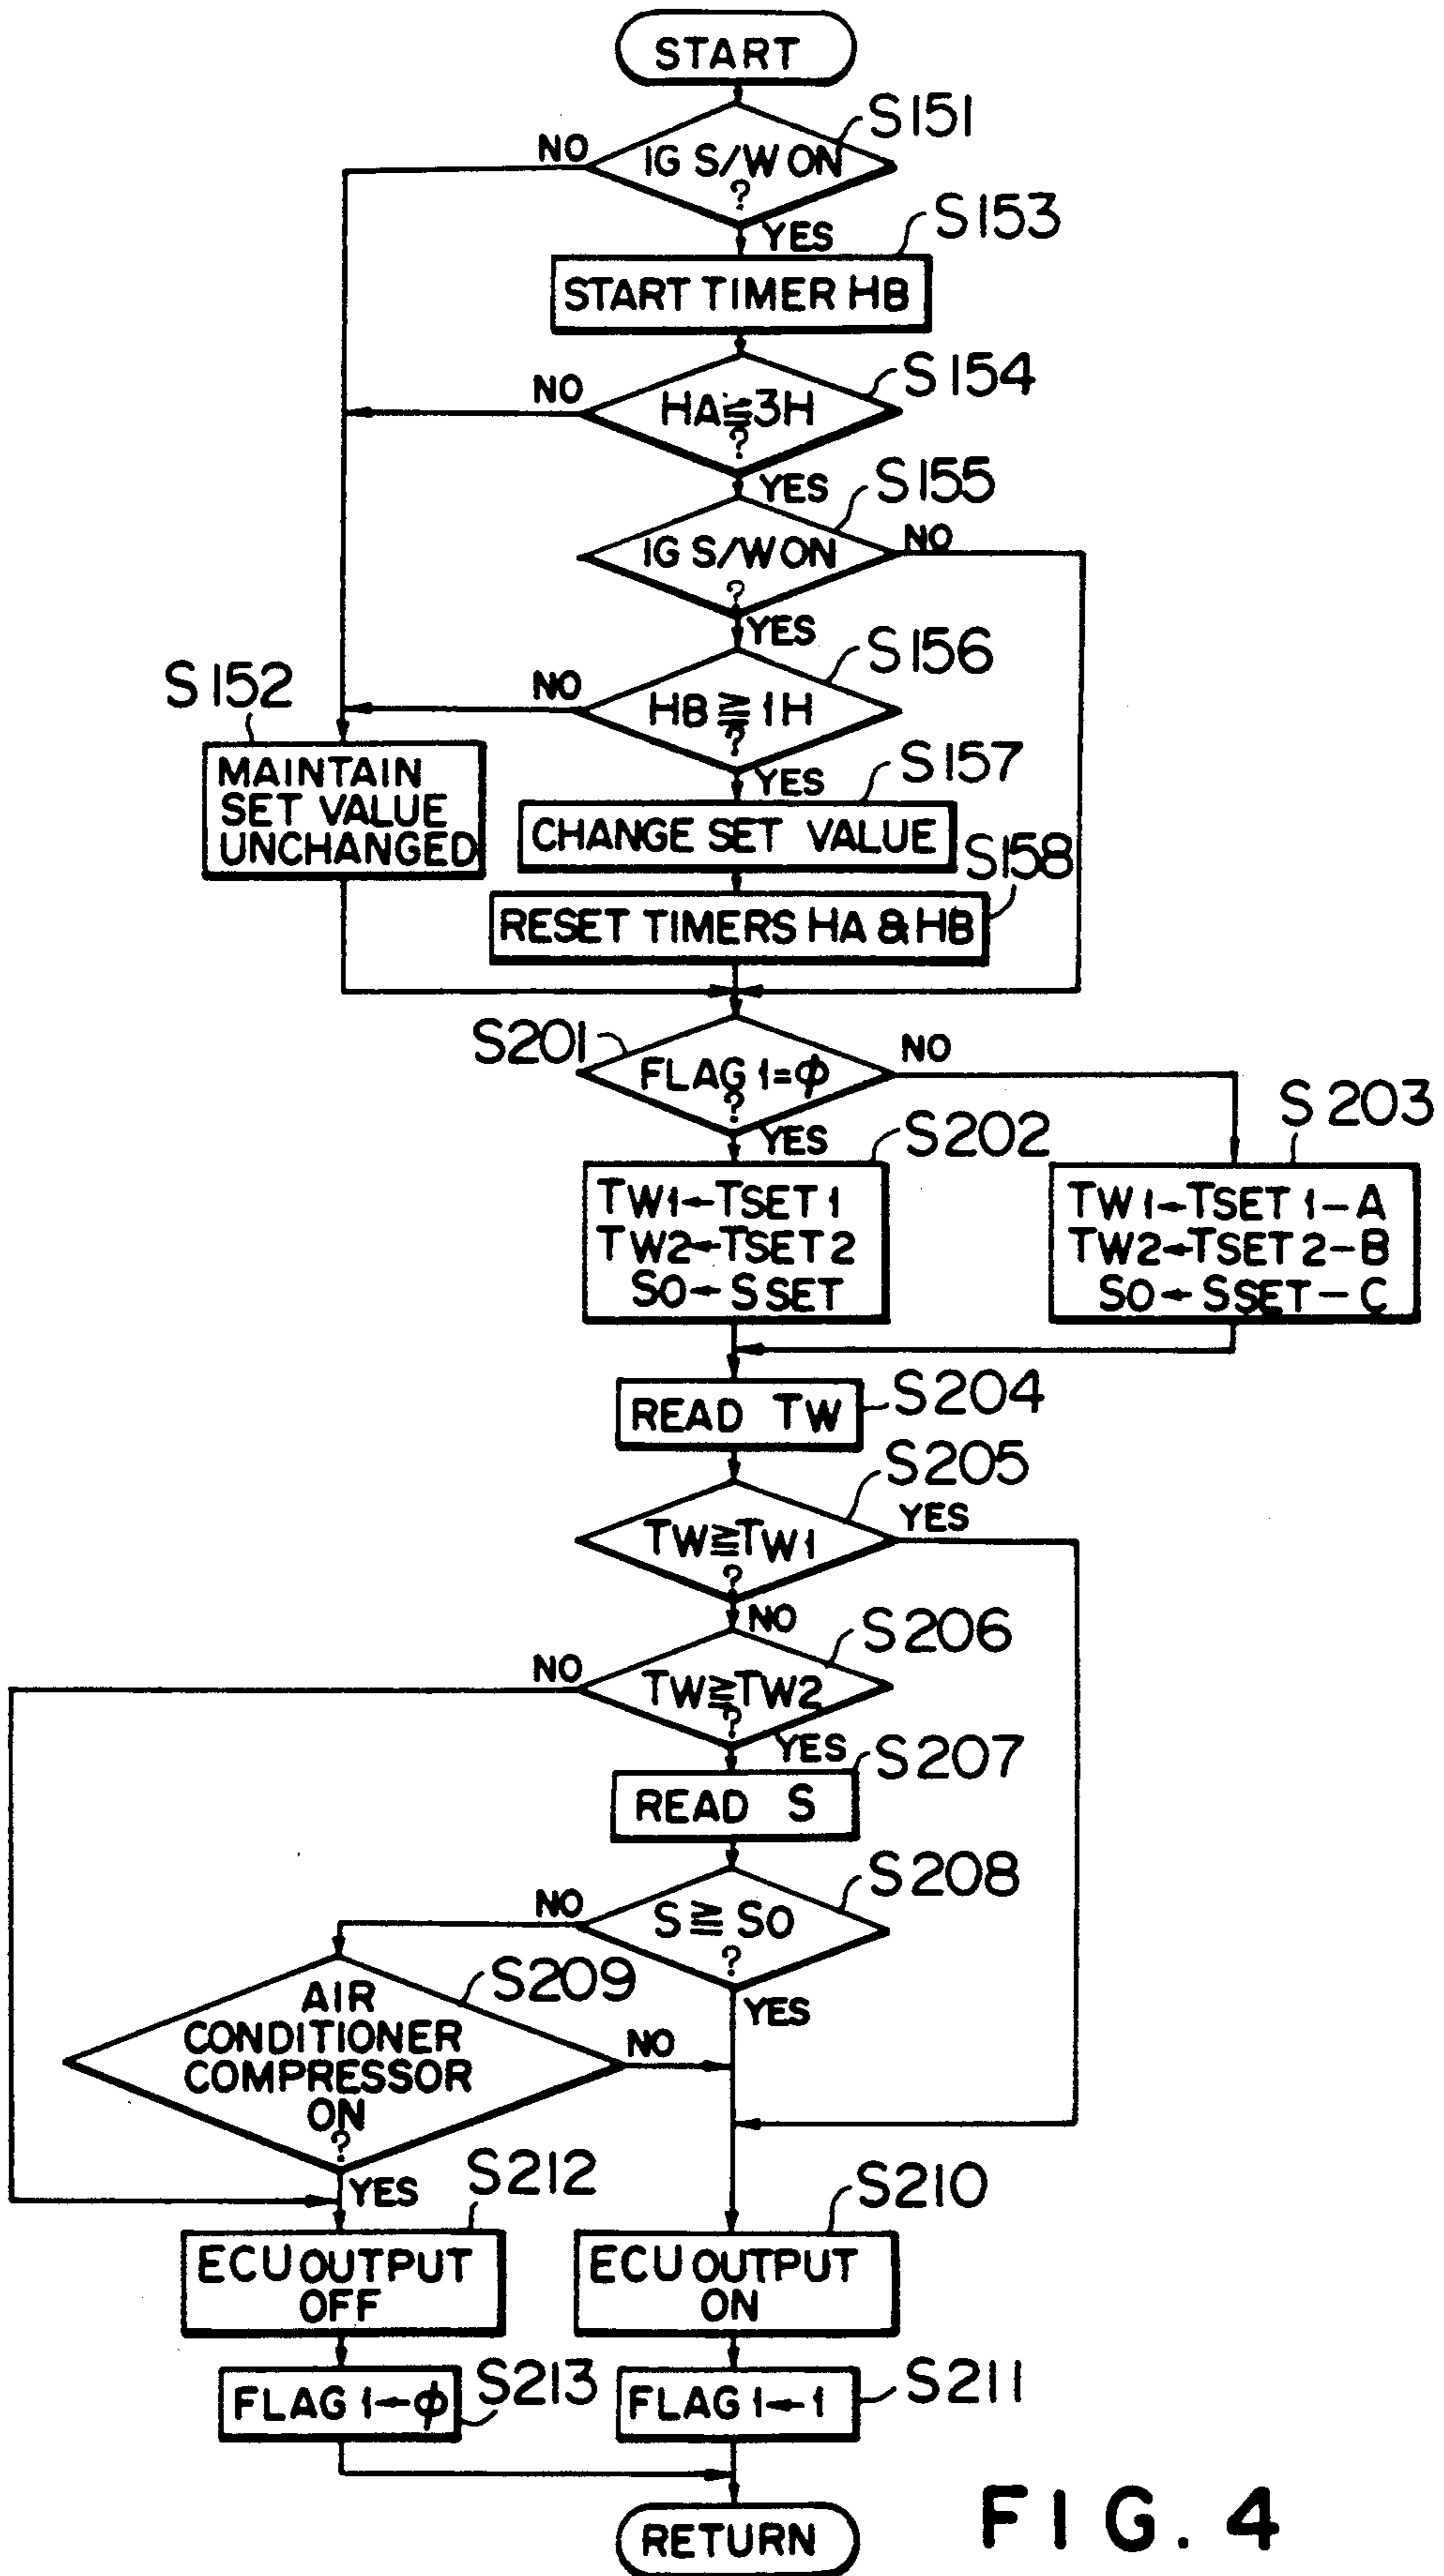 START
S151
IG S/W ON
?
NO
YES
S153
START TIMER HB
S154
HA≦3H
?
NO
YES
S155
IG S/W ON
?
NO
YES
S156
HB≧1H
?
NO
YES
S152
MAINTAIN
SET VALUE
UNCHANGED
S157
CHANGE SET VALUE
S158
RESET TIMERS HA & HB
S201
FLAG 1=ϕ
?
NO
YES
S202
TW1←TSET 1
TW2←TSET 2
SO←SSET
S203
TW1←TSET 1-A
TW2←TSET 2-B
SO←SSET-C
S204
READ TW
S205
TW≧TW1
?
YES
NO
S206
TW≧TW2
?
NO
YES
S207
READ S
S208
S≧SO
?
NO
YES
S209
AIR
CONDITIONER
COMPRESSOR
ON
?
NO
YES
S212
ECU OUTPUT
OFF
S210
ECU OUTPUT
ON
S213
FLAG 1←ϕ
S211
FLAG 1←1
RETURN
FIG. 4